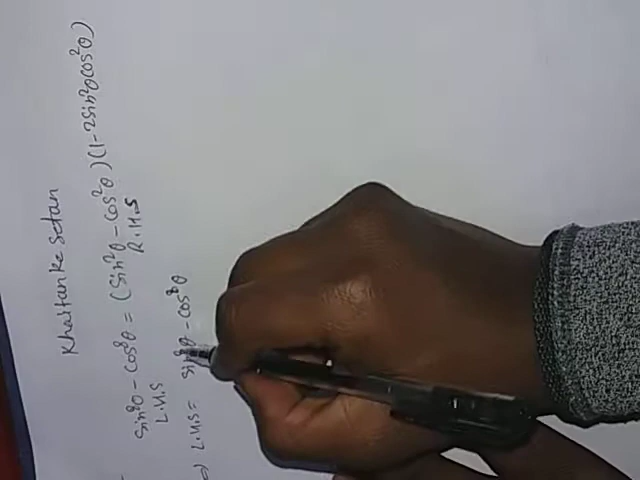 Khaitan ke setan
sin⁸θ - cos⁸θ = (sin²θ - cos²θ)(1-2sin²θcos²θ)
L.H.S R.H.S
⇒ L.H.S = sin⁸θ - cos⁸θ